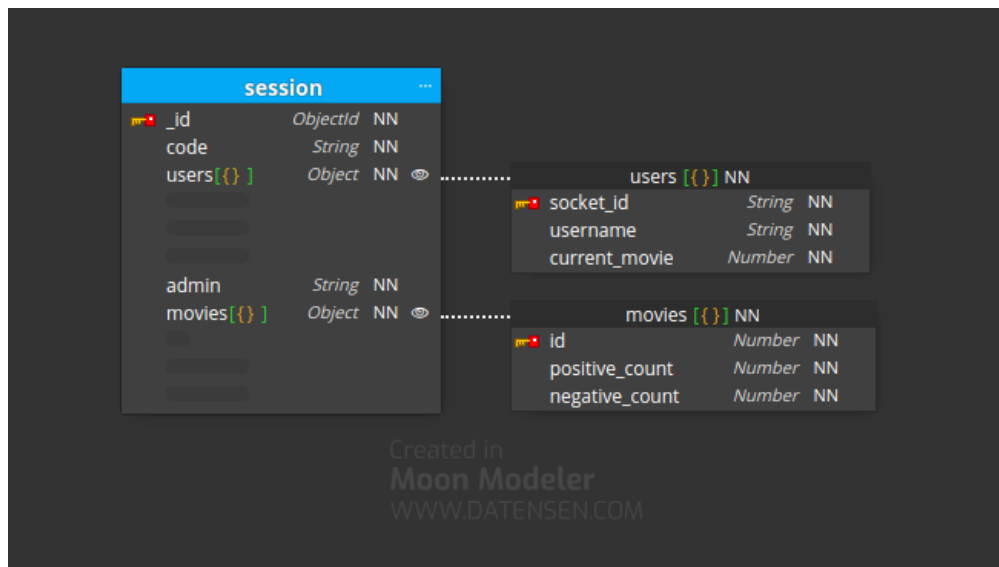 session ...
_id ObjectId NN
code String NN
users[{} ] Object NN
admin String NN
movies[{} ] Object NN
users [{}] NN
socket_id String NN
username String NN
current_movie Number NN
movies [{}] NN
id Number NN
positive_count Number NN
negative_count Number NN
Created in
Moon Modeler
WWW.DATENSEN.COM